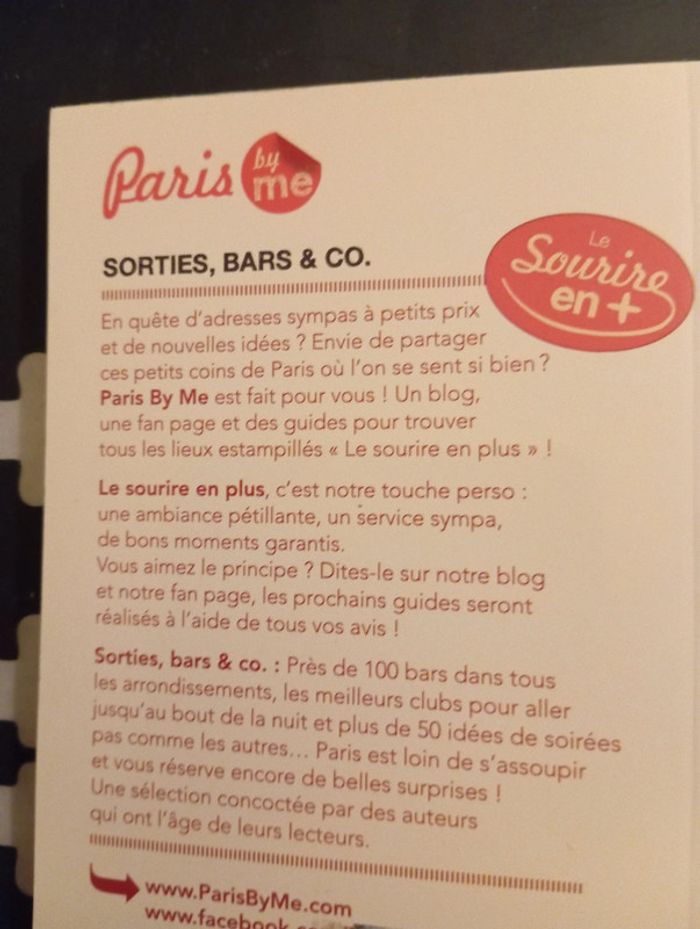 Paris by me
SORTIES, BARS & CO.
Le
Sourire
en +
En quête d'adresses sympas à petits prix
et de nouvelles idées ? Envie de partager
ces petits coins de Paris où l'on se sent si bien ?
Paris By Me est fait pour vous ! Un blog,
une fan page et des guides pour trouver
tous les lieux estampillés « Le sourire en plus » !
Le sourire en plus, c'est notre touche perso :
une ambiance pétillante, un service sympa,
de bons moments garantis.
Vous aimez le principe ? Dites-le sur notre blog
et notre fan page, les prochains guides seront
réalisés à l'aide de tous vos avis !
Sorties, bars & co. : Près de 100 bars dans tous
les arrondissements, les meilleurs clubs pour aller
jusqu'au bout de la nuit et plus de 50 idées de soirées
pas comme les autres... Paris est loin de s'assoupir
et vous réserve encore de belles surprises !
Une sélection concoctée par des auteurs
qui ont l'âge de leurs lecteurs.
www.ParisByMe.com
www.facebook.